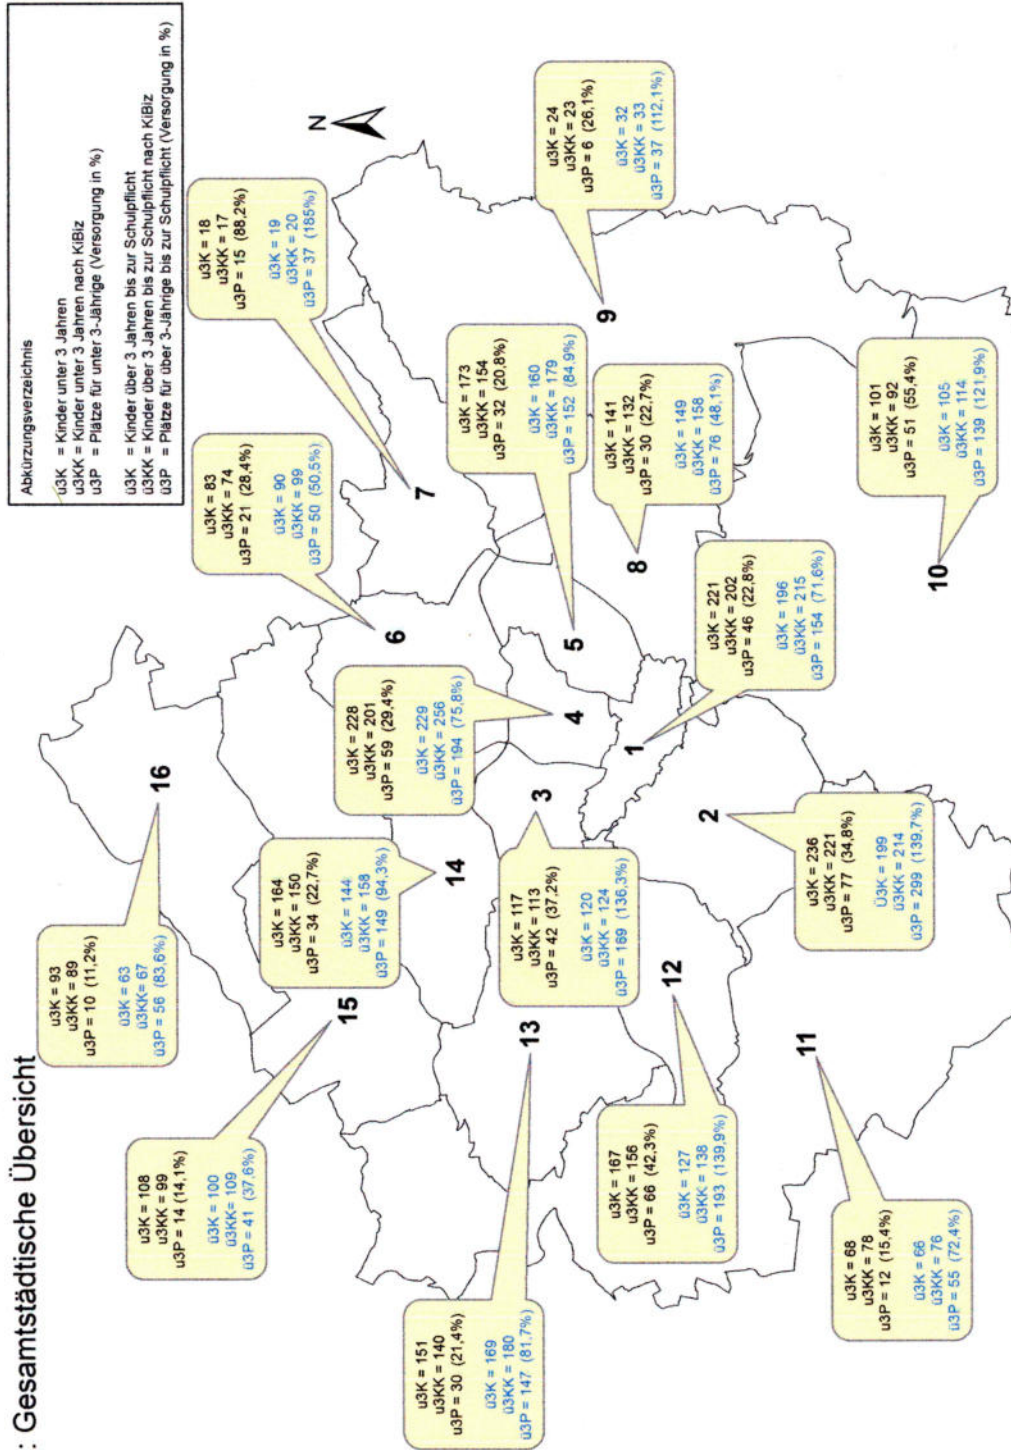 : Gesamtstädtische Übersicht
Abkürzungsverzeichnis
u3K = Kinder unter 3 Jahren
u3KK = Kinder unter 3 Jahren nach KiBiz
u3P = Plätze für unter 3-Jährige (Versorgung in %)
ü3K = Kinder über 3 Jahren bis zur Schulpflicht
ü3KK = Kinder über 3 Jahren bis zur Schulpflicht nach KiBiz
ü3P = Plätze für über 3-Jährige bis zur Schulpflicht (Versorgung in %)
N
u3K = 93
u3KK = 89
u3P = 10 (11,2%)
ü3K = 63
ü3KK= 67
ü3P = 56 (83,6%)
16
u3K = 83
u3KK = 74
u3P = 21 (28,4%)
ü3K = 90
ü3KK = 99
ü3P = 50 (50,5%)
6
u3K = 18
u3KK = 17
u3P = 15 (88,2%)
ü3K = 19
ü3KK = 20
ü3P = 37 (185%)
7
u3K = 108
u3KK = 99
u3P = 14 (14,1%)
ü3K = 100
ü3KK= 109
ü3P = 41 (37,6%)
15
u3K = 164
u3KK = 150
u3P = 34 (22,7%)
ü3K = 144
ü3KK = 158
ü3P = 149 (94,3%)
14
u3K = 228
u3KK = 201
u3P = 59 (29,4%)
ü3K = 229
ü3KK = 256
ü3P = 194 (75,8%)
4
u3K = 173
u3KK = 154
u3P = 32 (20,8%)
ü3K = 160
ü3KK = 179
ü3P = 152 (84,9%)
5
u3K = 24
u3KK = 23
u3P = 6 (26,1%)
ü3K = 32
ü3KK = 33
ü3P = 37 (112,1%)
9
u3K = 151
u3KK = 140
u3P = 30 (21,4%)
ü3K = 169
ü3KK = 180
ü3P = 147 (81,7%)
13
u3K = 117
u3KK = 113
u3P = 42 (37,2%)
ü3K = 120
ü3KK = 124
ü3P = 169 (136,3%)
3
u3K = 141
u3KK = 132
u3P = 30 (22,7%)
ü3K = 149
ü3KK = 158
ü3P = 76 (48,1%)
8
u3K = 167
u3KK = 156
u3P = 66 (42,3%)
ü3K = 127
ü3KK = 138
ü3P = 193 (139,9%)
12
u3K = 221
u3KK = 202
u3P = 46 (22,8%)
ü3K = 196
ü3KK = 215
ü3P = 154 (71,6%)
1
u3K = 68
u3KK = 78
u3P = 12 (15,4%)
ü3K = 66
ü3KK = 76
ü3P = 55 (72,4%)
11
u3K = 236
u3KK = 221
u3P = 77 (34,8%)
Ü3K = 199
ü3KK = 214
ü3P = 299 (139,7%)
2
u3K = 101
u3KK = 92
u3P = 51 (55,4%)
ü3K = 105
ü3KK = 114
ü3P = 139 (121,9%)
10